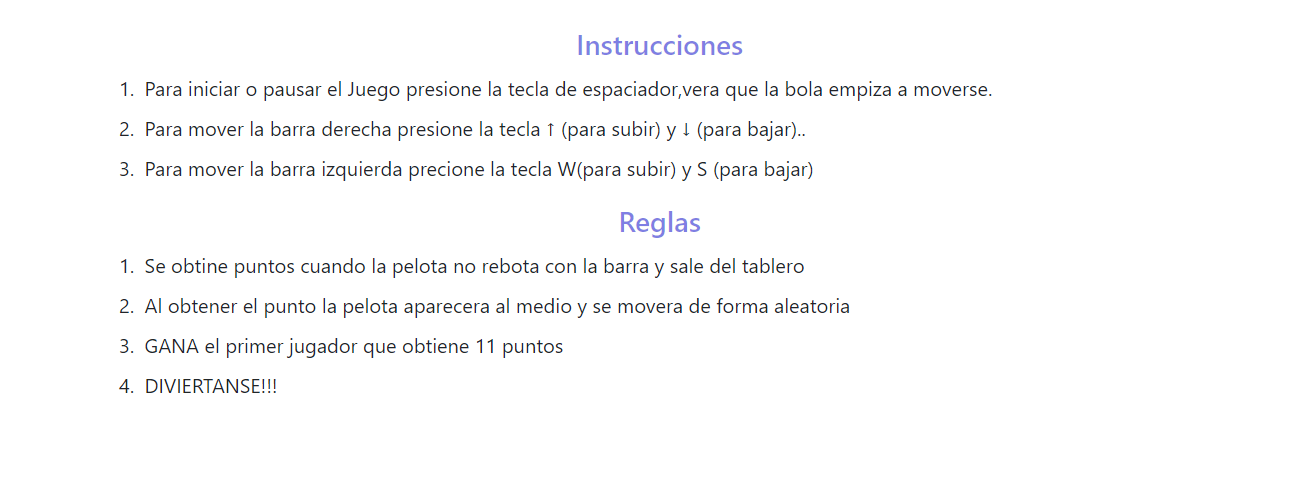 Instrucciones
1. Para iniciar o pausar el Juego presione la tecla de espaciador,vera que la bola empiza a moverse.
2. Para mover la barra derecha presione la tecla ↑ (para subir) y ↓ (para bajar)..
3. Para mover la barra izquierda precione la tecla W(para subir) y S (para bajar)
Reglas
1. Se obtine puntos cuando la pelota no rebota con la barra y sale del tablero
2. Al obtener el punto la pelota aparecera al medio y se movera de forma aleatoria
3. GANA el primer jugador que obtiene 11 puntos
4. DIVIERTANSE!!!